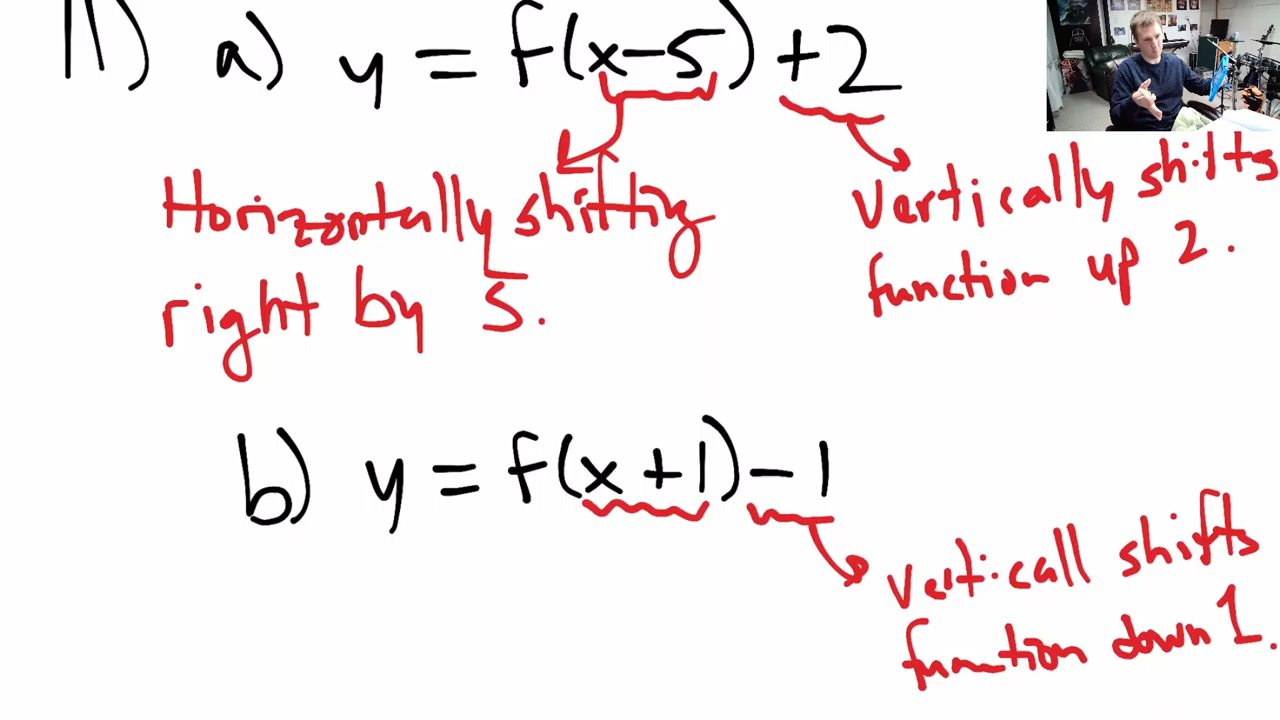 11) a) y = f(x-5) +2
Horizontally shifting
right by 5.
Vertically shifts
function up 2.
b) y = f(x+1) - 1
Verticall shifts
function down 1.